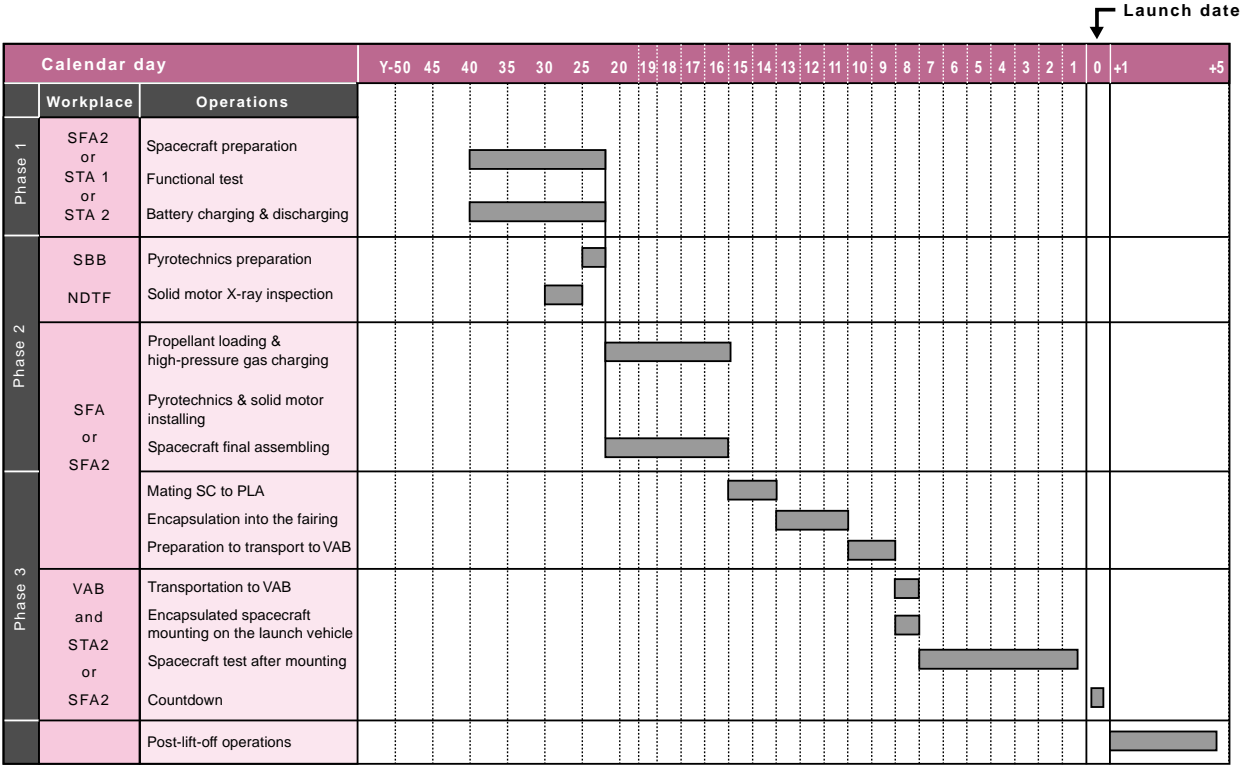 Launch date
Calendar day Y-50 45 40 35 30 25 20 19 18 17 16 15 14 13 12 11 10 9 8 7 6 5 4 3 2 1 0 +1 +5
Workplace Operations
Phase 1
SFA2
or
STA 1
or
STA 2
Spacecraft preparation
Functional test
Battery charging & discharging
Phase 2
SBB
Pyrotechnics preparation
NDTF
Solid motor X-ray inspection
SFA
or
SFA2
Propellant loading &
high-pressure gas charging
Pyrotechnics & solid motor
installing
Spacecraft final assembling
Phase 3
Mating SC to PLA
Encapsulation into the fairing
Preparation to transport to VAB
VAB
and
STA2
or
SFA2
Transportation to VAB
Encapsulated spacecraft
mounting on the launch vehicle
Spacecraft test after mounting
Countdown
Post-lift-off operations